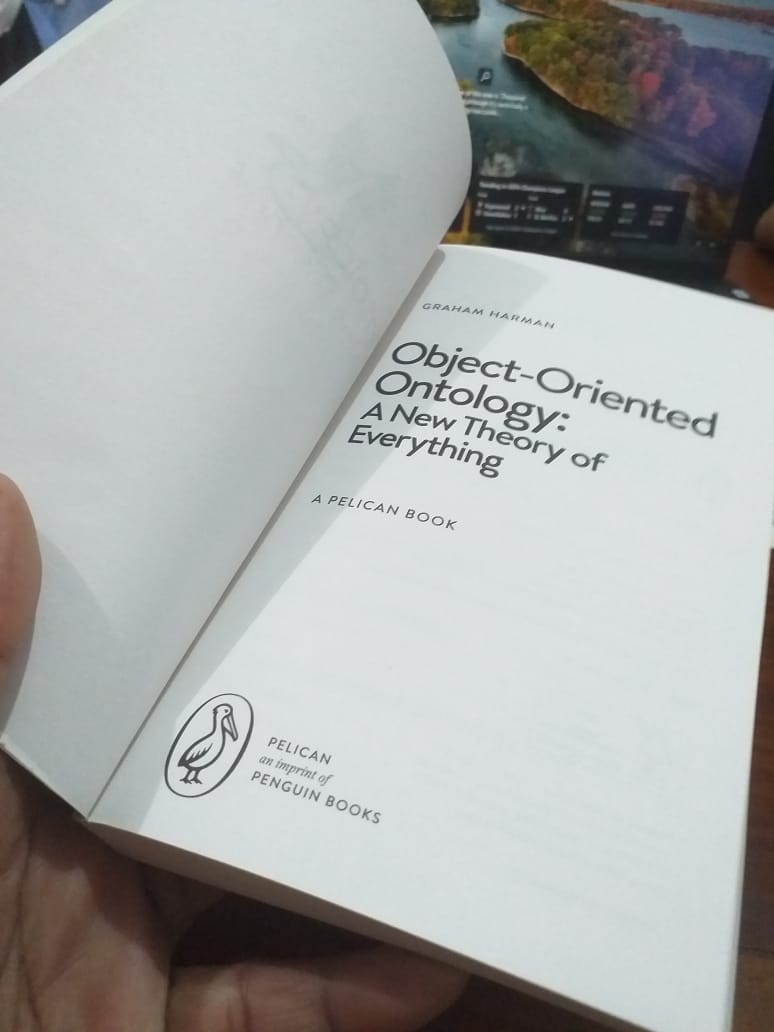 GRAHAM HARMAN
Object-Oriented
Ontology:
A New Theory of
Everything
A PELICAN BOOK
PELICAN
an imprint of
PENGUIN BOOKS